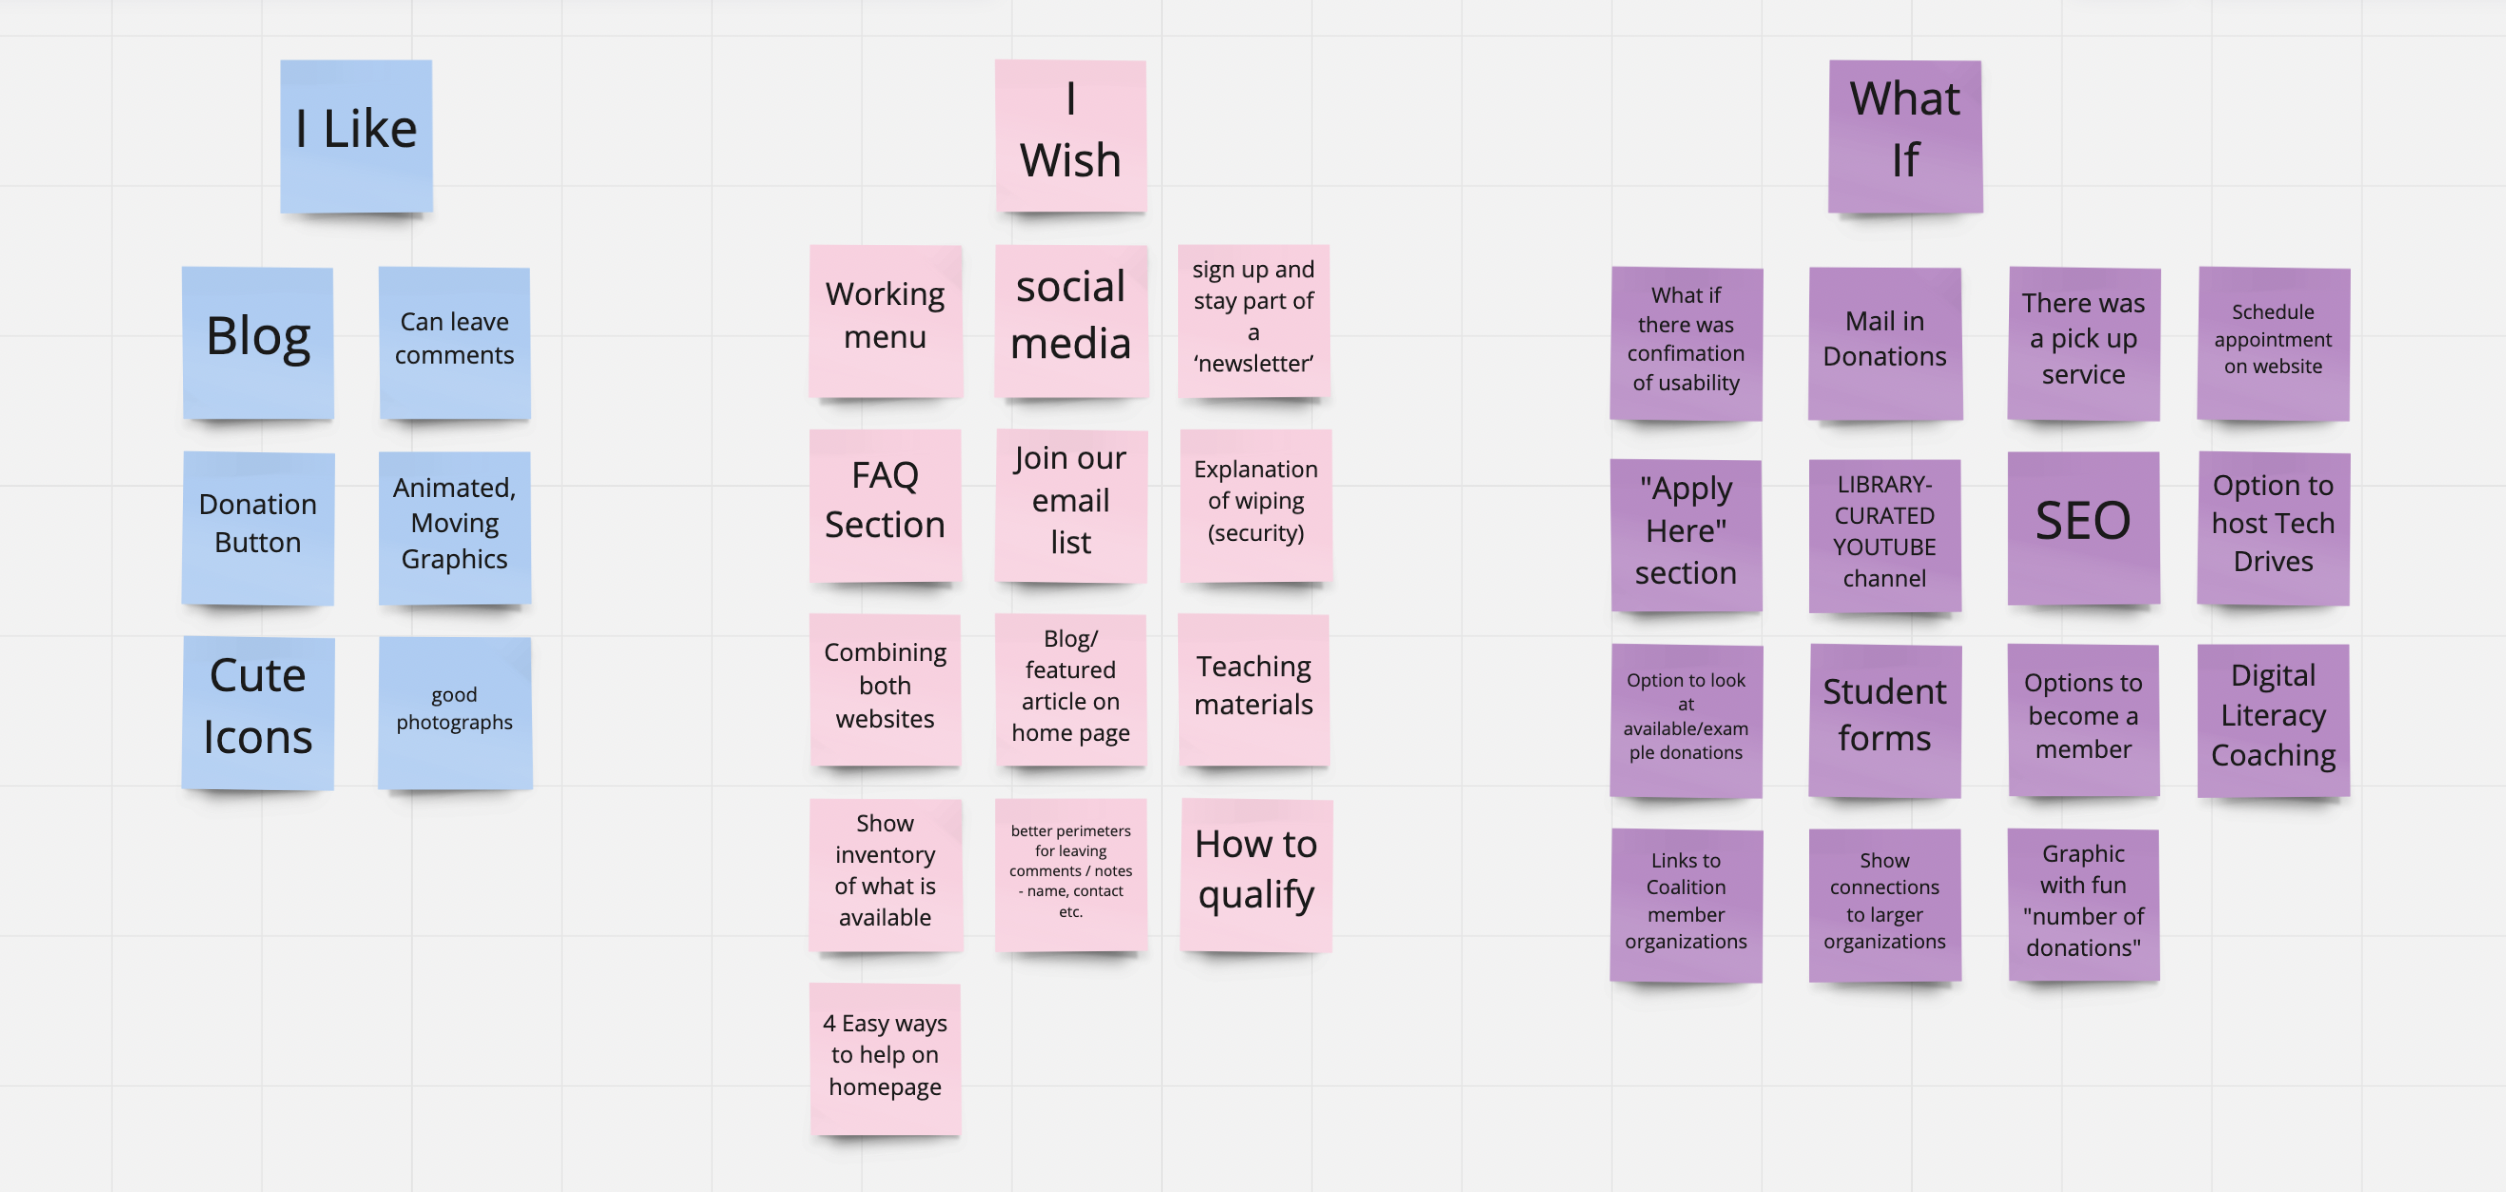 I Like
Blog
Can leave
comments
Donation
Button
Animated,
Moving
Graphics
Cute
Icons
good
photographs
I
Wish
Working
menu
social
media
sign up and
stay part of
a
‘newsletter’
FAQ
Section
Join our
email
list
Explanation
of wiping
(security)
Combining
both
websites
Blog/
featured
article on
home page
Teaching
materials
Show
inventory
of what is
available
better perimeters
for leaving
comments / notes
- name, contact
etc.
How to
qualify
4 Easy ways
to help on
homepage
What
If
What if
there was
confimation
of usability
Mail in
Donations
There was
a pick up
service
Schedule
appointment
on website
"Apply
Here"
section
LIBRARY-
CURATED
YOUTUBE
channel
SEO
Option to
host Tech
Drives
Option to look
at
available/exam
ple donations
Student
forms
Options to
become a
member
Digital
Literacy
Coaching
Links to
Coalition
member
organizations
Show
connections
to larger
organizations
Graphic
with fun
"number of
donations"